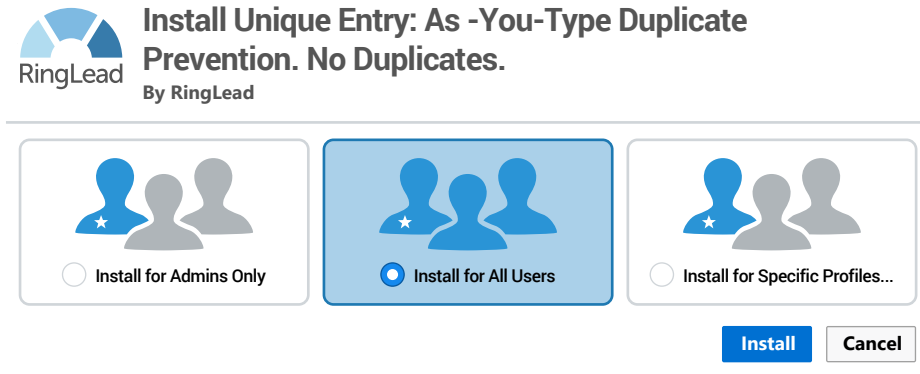 RingLead
Install Unique Entry: As -You-Type Duplicate
Prevention. No Duplicates.
By RingLead
Install for Admins Only
Install for All Users
Install for Specific Profiles...
Install
Cancel